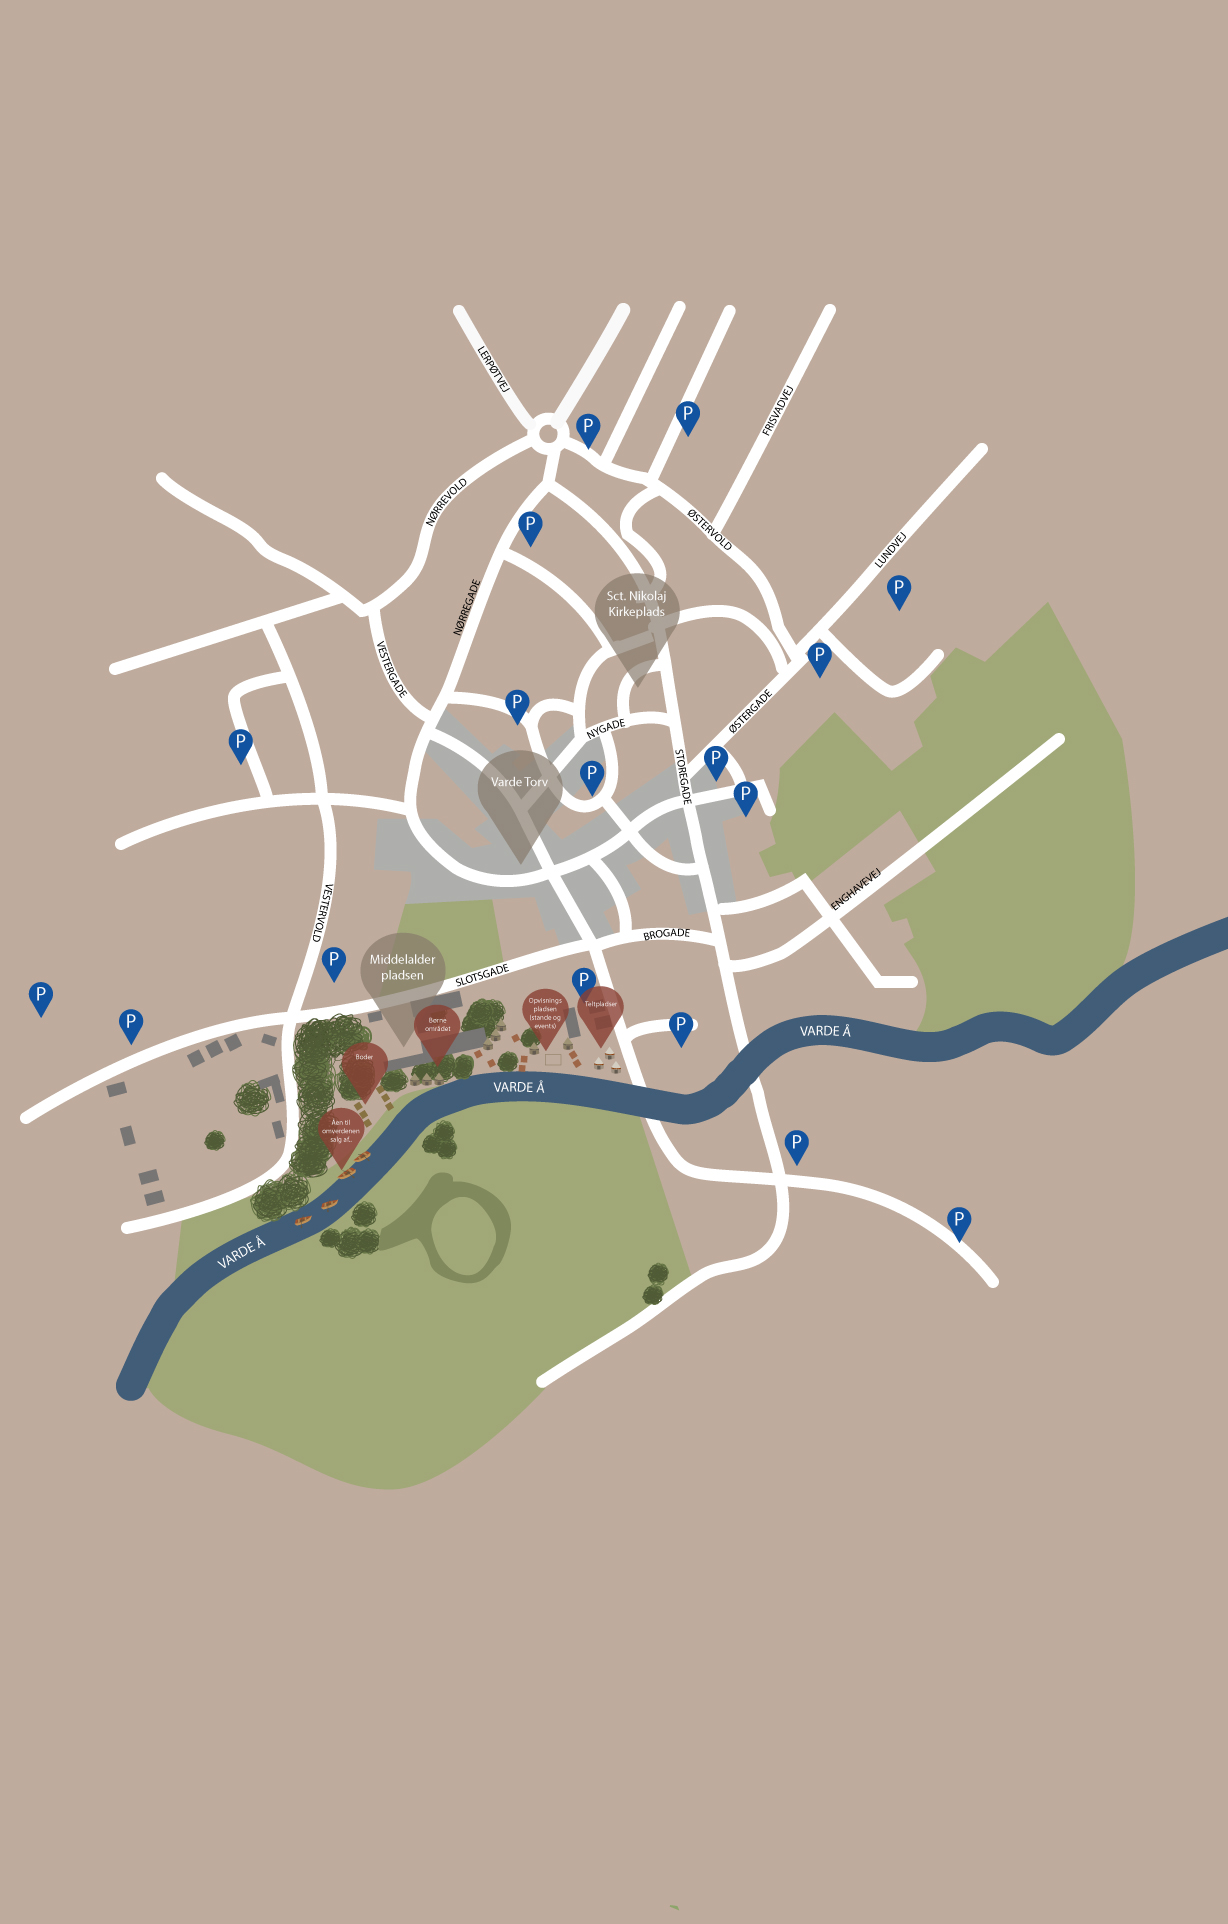 LERPØTVEJ
P
P
FRISVADVEJ
NØRREVOLD
P
ØSTERVOLD
LUNDVEJ
P
NØRREGADE
Sct. Nikolaj
Kirkeplads
VESTERGADE
P
P
ØSTERGADE
NYGADE
P
STOREGADE
P
P
Varde Torv
P
ENGHAVEVEJ
VESTERVOLD
BROGADE
P
Middelalder
pladsen
SLOTSGADE
P
P
P
Opvisnings
pladsen
(stande og
events)
Teltpladser
P
Børne
området
VARDE Å
Boder
VARDE Å
Åen til
omverdenen
salg af..
P
P
VARDE Å
P